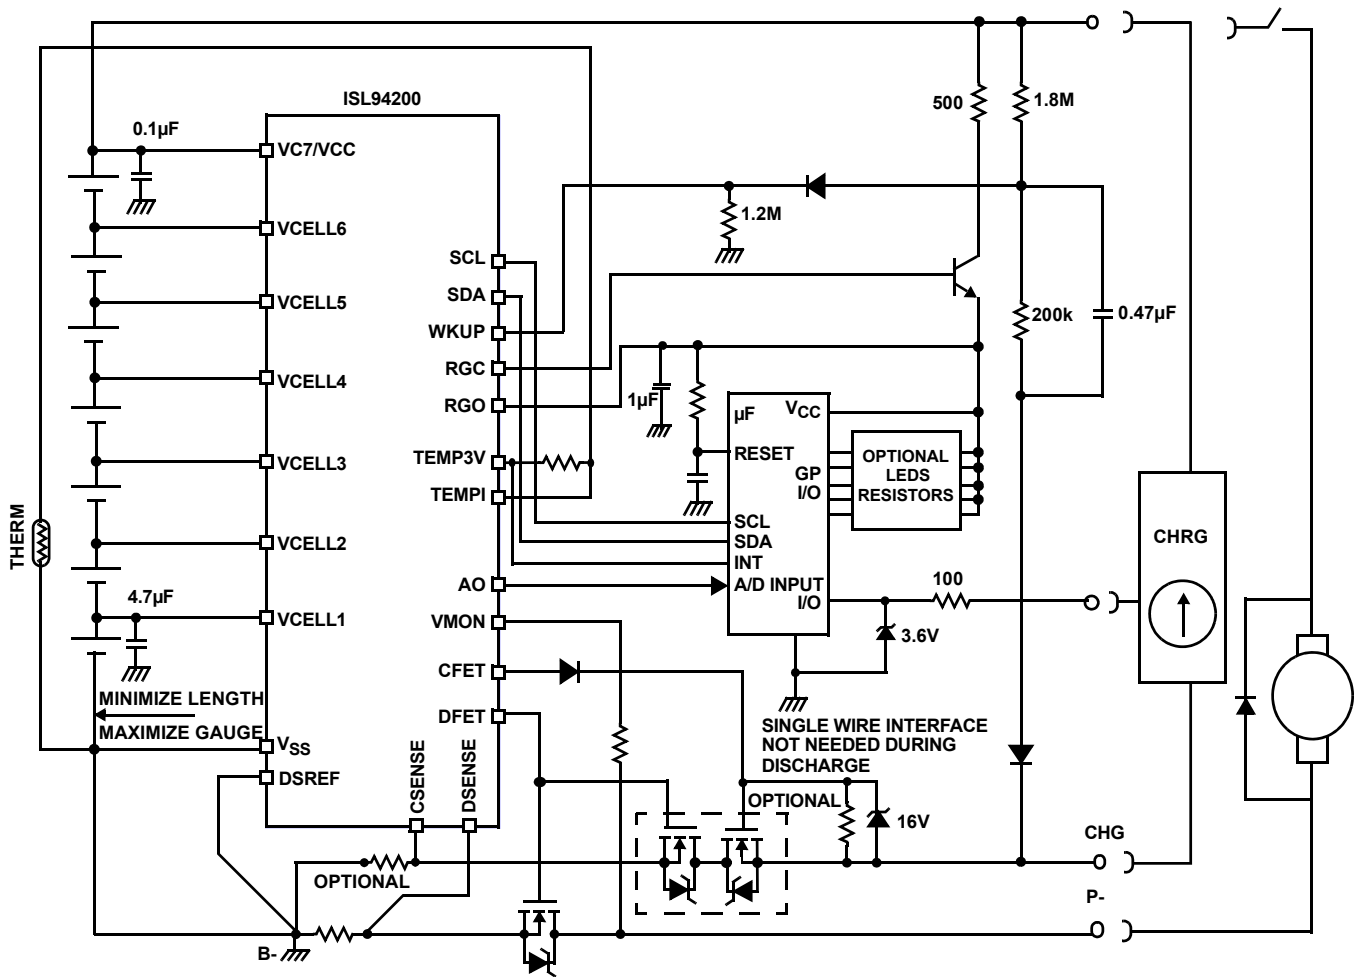 ISL94200
500
1.8M
0.1µF
VC7/VCC
1.2M
VCELL6
SCL
SDA
WKUP
RGC
RGO
TEMP3V
TEMPI
AO
VMON
CFET
DFET
VCELL5
VCELL4
VCELL3
VCELL2
VCELL1
4.7µF
THERM
MINIMIZE LENGTH
MAXIMIZE GAUGE
VSS
DSREF
CSENSE
DSENSE
200k
0.47µF
1µF
µF
VCC
RESET
GP
I/O
SCL
SDA
INT
A/D INPUT
I/O
OPTIONAL
LEDS
RESISTORS
100
3.6V
CHRG
SINGLE WIRE INTERFACE
NOT NEEDED DURING
DISCHARGE
OPTIONAL
16V
CHG
P-
OPTIONAL
B-